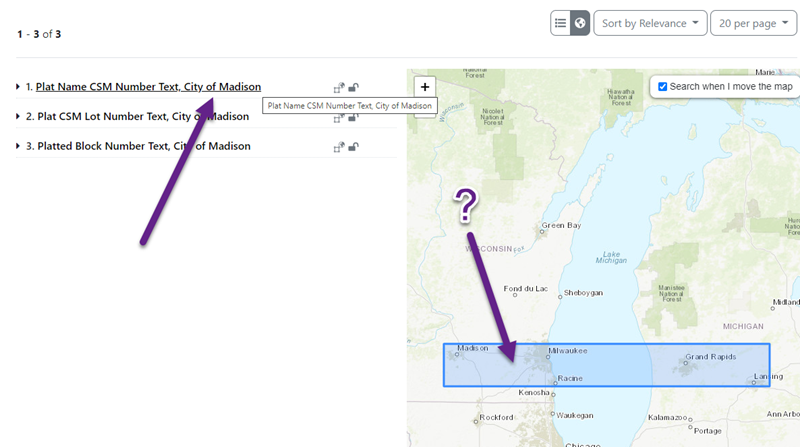 1 - 3 of 3
Sort by Relevance
20 per page
1. Plat Name CSM Number Text, City of Madison
Plat Name CSM Number Text, City of Madison
2. Plat CSM Lot Number Text, City of Madison
3. Platted Block Number Text, City of Madison
+
Search when I move the map
National
Forest
Marie
Hiawatha
National
Forest
Nicolet
National
Forest
Wisconsin
?
Green Bay
WISCONSIN
Fox
Lake
Michigan
Manistee
National
Forest
Huron
National
Forest
Fond du Lac
Sheboygan
Midland
MICHIGAN
Madison
Milwaukee
Grand Rapids
Racine
Lansing
Kenosha
Rockford
Waukegan
Kalamazoo
Ann Arbor
Portage
Chicago